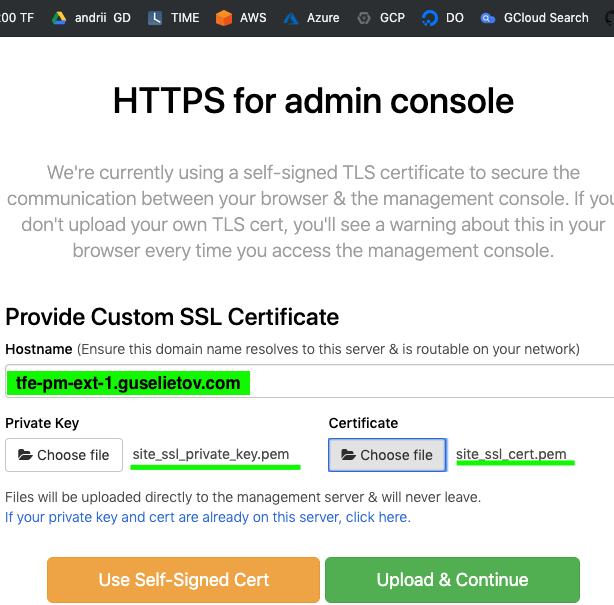 00 TF andrii GD TIME AWS Azure GCP DO GCloud Search
HTTPS for admin console
We're currently using a self-signed TLS certificate to secure the
communication between your browser & the management console. If you
don't upload your own TLS cert, you'll see a warning about this in your
browser every time you access the management console.
Provide Custom SSL Certificate
Hostname (Ensure this domain name resolves to this server & is routable on your network)
tfe-pm-ext-1.guselietov.com
Private Key Certificate
Choose file site_ssl_private_key.pem Choose file site_ssl_cert.pem
Files will be uploaded directly to the management server & will never leave.
If your private key and cert are already on this server, click here.
Use Self-Signed Cert Upload & Continue